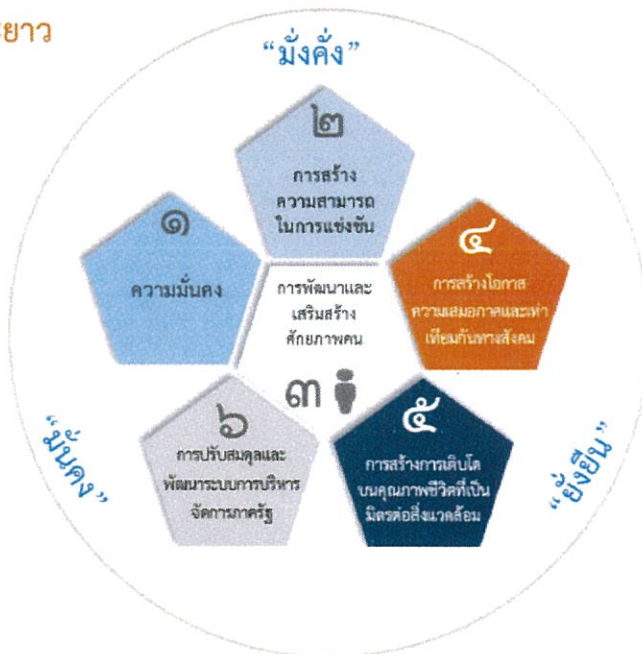 ยาว
“มั่งคั่ง”
๒
การสร้าง
ความสามารถ
ในการแข่งขัน
๑
ความมั่นคง
๔
การสร้างโอกาส
ความเสมอภาคและเท่า
เทียมกันทางสังคม
การพัฒนาและ
เสริมสร้าง
ศักยภาพคน
๓
๖
การปรับสมดุลและ
พัฒนาระบบการบริหาร
จัดการภาครัฐ
๕
การสร้างการเติบโต
บนคุณภาพชีวิตที่เป็น
มิตรต่อสิ่งแวดล้อม
“มั่นคง”
“ยั่งยืน”